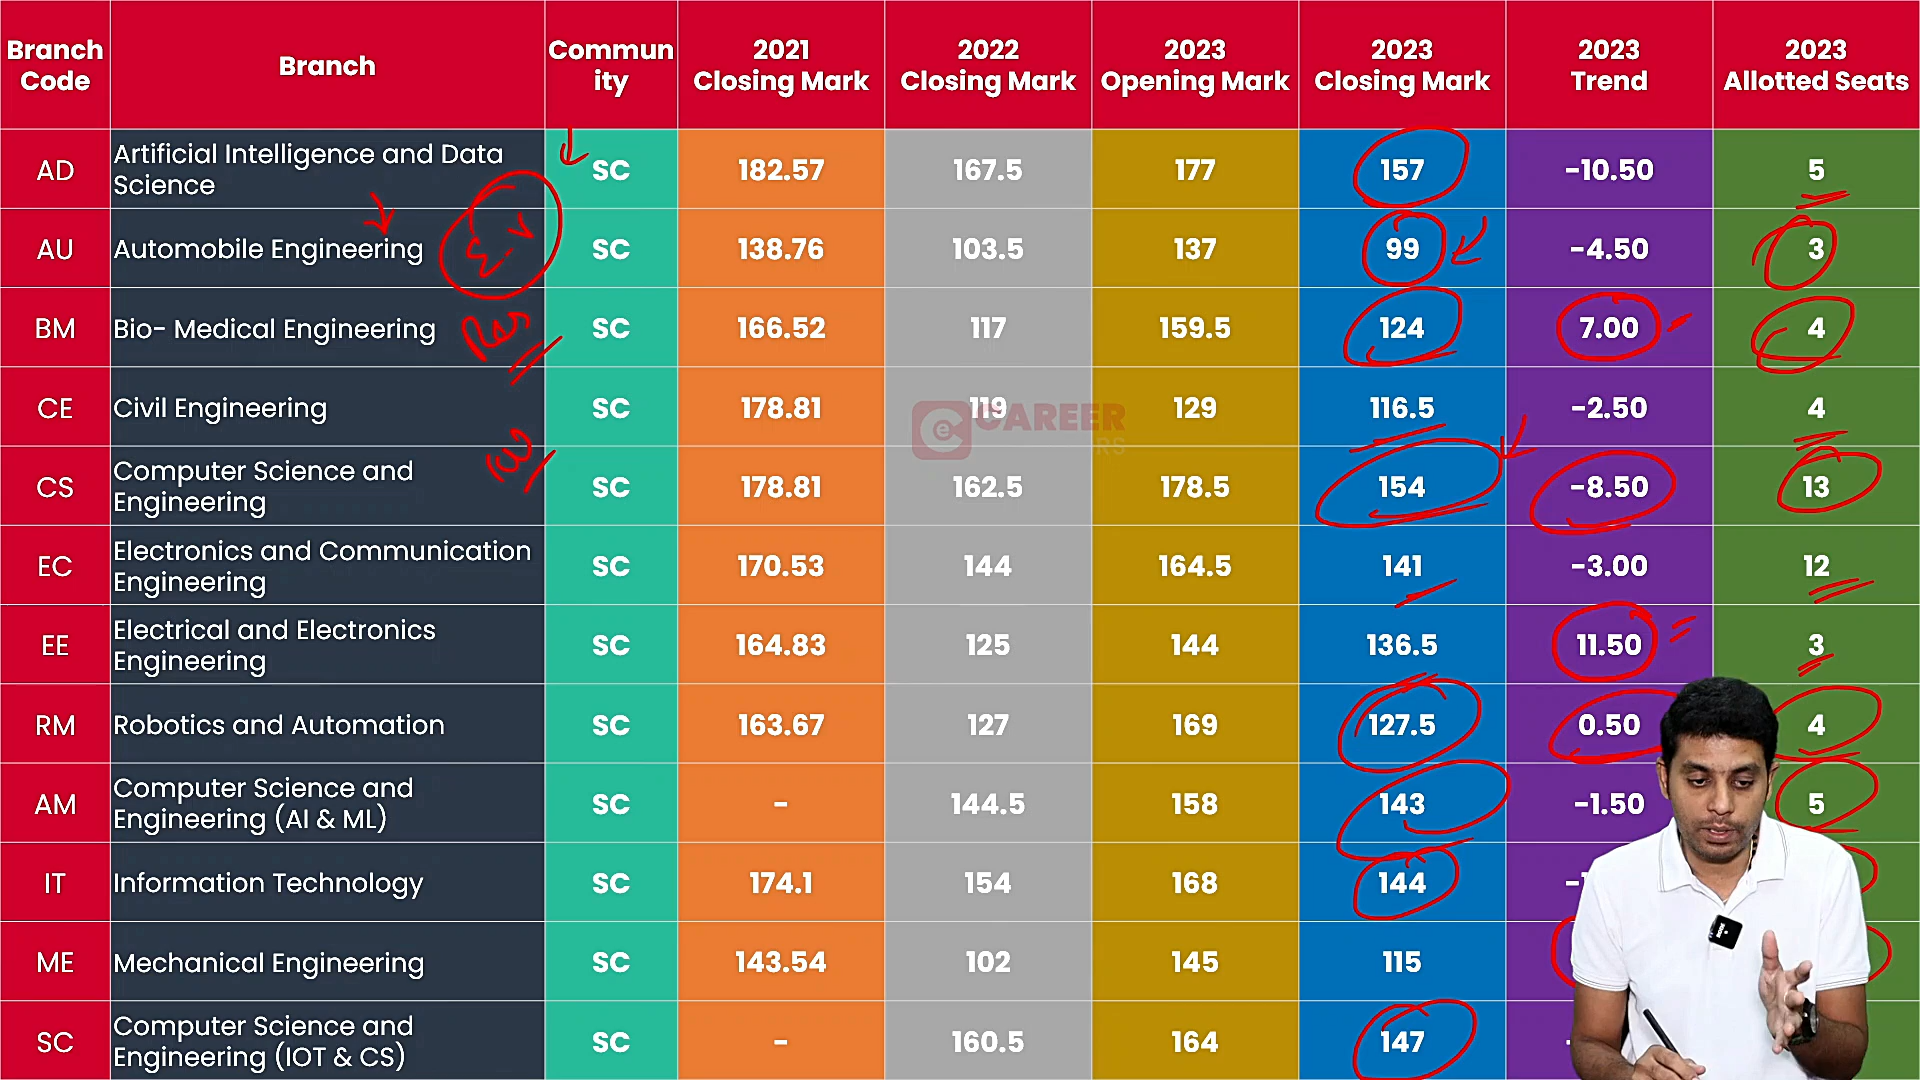 Branch Code Branch Commun ity 2021 Closing Mark 2022 Closing Mark 2023 Opening Mark 2023 Closing Mark 2023 Trend 2023 Allotted Seats
AD Artificial Intelligence and Data Science SC 182.57 167.5 177 157 -10.50 5
AU Automobile Engineering E.V SC 138.76 103.5 137 99 -4.50 3
BM Bio- Medical Engineering SC 166.52 117 159.5 124 7.00 4
CE Civil Engineering SC 178.81 119 129 116.5 -2.50 4
CAREER
CS Computer Science and Engineering SC 178.81 162.5 178.5 154 -8.50 13
EC Electronics and Communication Engineering SC 170.53 144 164.5 141 -3.00 12
EE Electrical and Electronics Engineering SC 164.83 125 144 136.5 11.50 3
RM Robotics and Automation SC 163.67 127 169 127.5 0.50 4
AM Computer Science and Engineering (AI & ML) SC - 144.5 158 143 -1.50 5
IT Information Technology SC 174.1 154 168 144
ME Mechanical Engineering SC 143.54 102 145 115
SC Computer Science and Engineering (IOT & CS) SC - 160.5 164 147